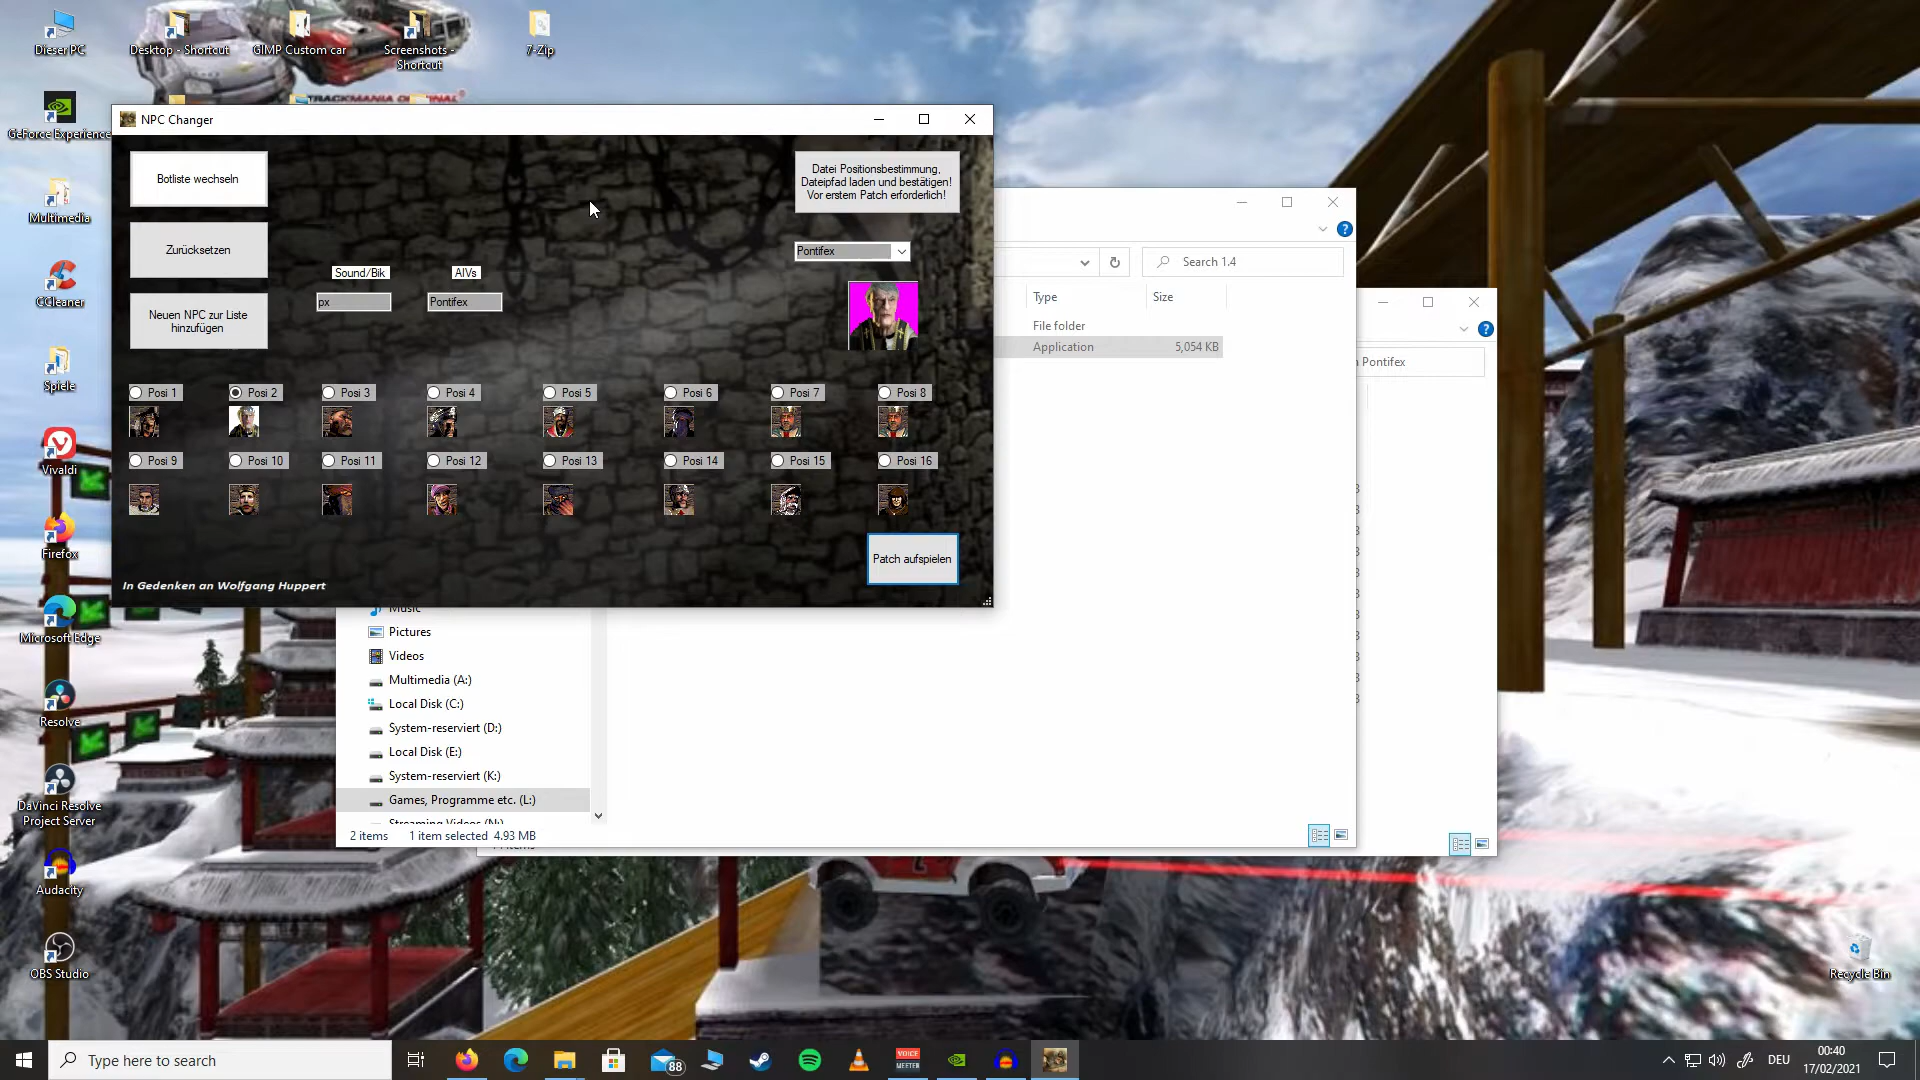 Dieser PC
Desktop - Shortcut
GIMP Custom car
Screenshots -
Shortcut
7-Zip
GeForce Experience
Multimedia
CCleaner
Spiele
Vivaldi
Firefox
Microsoft Edge
Resolve
DaVinci Resolve
Project Server
Audacity
OBS Studio
Recycle Bin
NPC Changer
Botliste wechseln
Zurücksetzen
Neuen NPC zur Liste
hinzufügen
Sound/Bik
AIVs
px
Pontifex
Datei Positionsbestimmung,
Dateipfad laden und bestätigen!
Vor erstem Patch erforderlich!
Pontifex
Posi 1
Posi 2
Posi 3
Posi 4
Posi 5
Posi 6
Posi 7
Posi 8
Posi 9
Posi 10
Posi 11
Posi 12
Posi 13
Posi 14
Posi 15
Posi 16
Patch aufspielen
In Gedenken an Wolfgang Huppert
Search 1.4
Type
Size
File folder
Application
5,054 KB
Pontifex
Music
Pictures
Videos
Multimedia (A:)
Local Disk (C:)
System-reserviert (D:)
Local Disk (E:)
System-reserviert (K:)
Games, Programme etc. (L:)
Streaming Videos (N:)
2 items
1 item selected 4.93 MB
Type here to search
88
VOICE
MEETER
DEU
00:40
17/02/2021